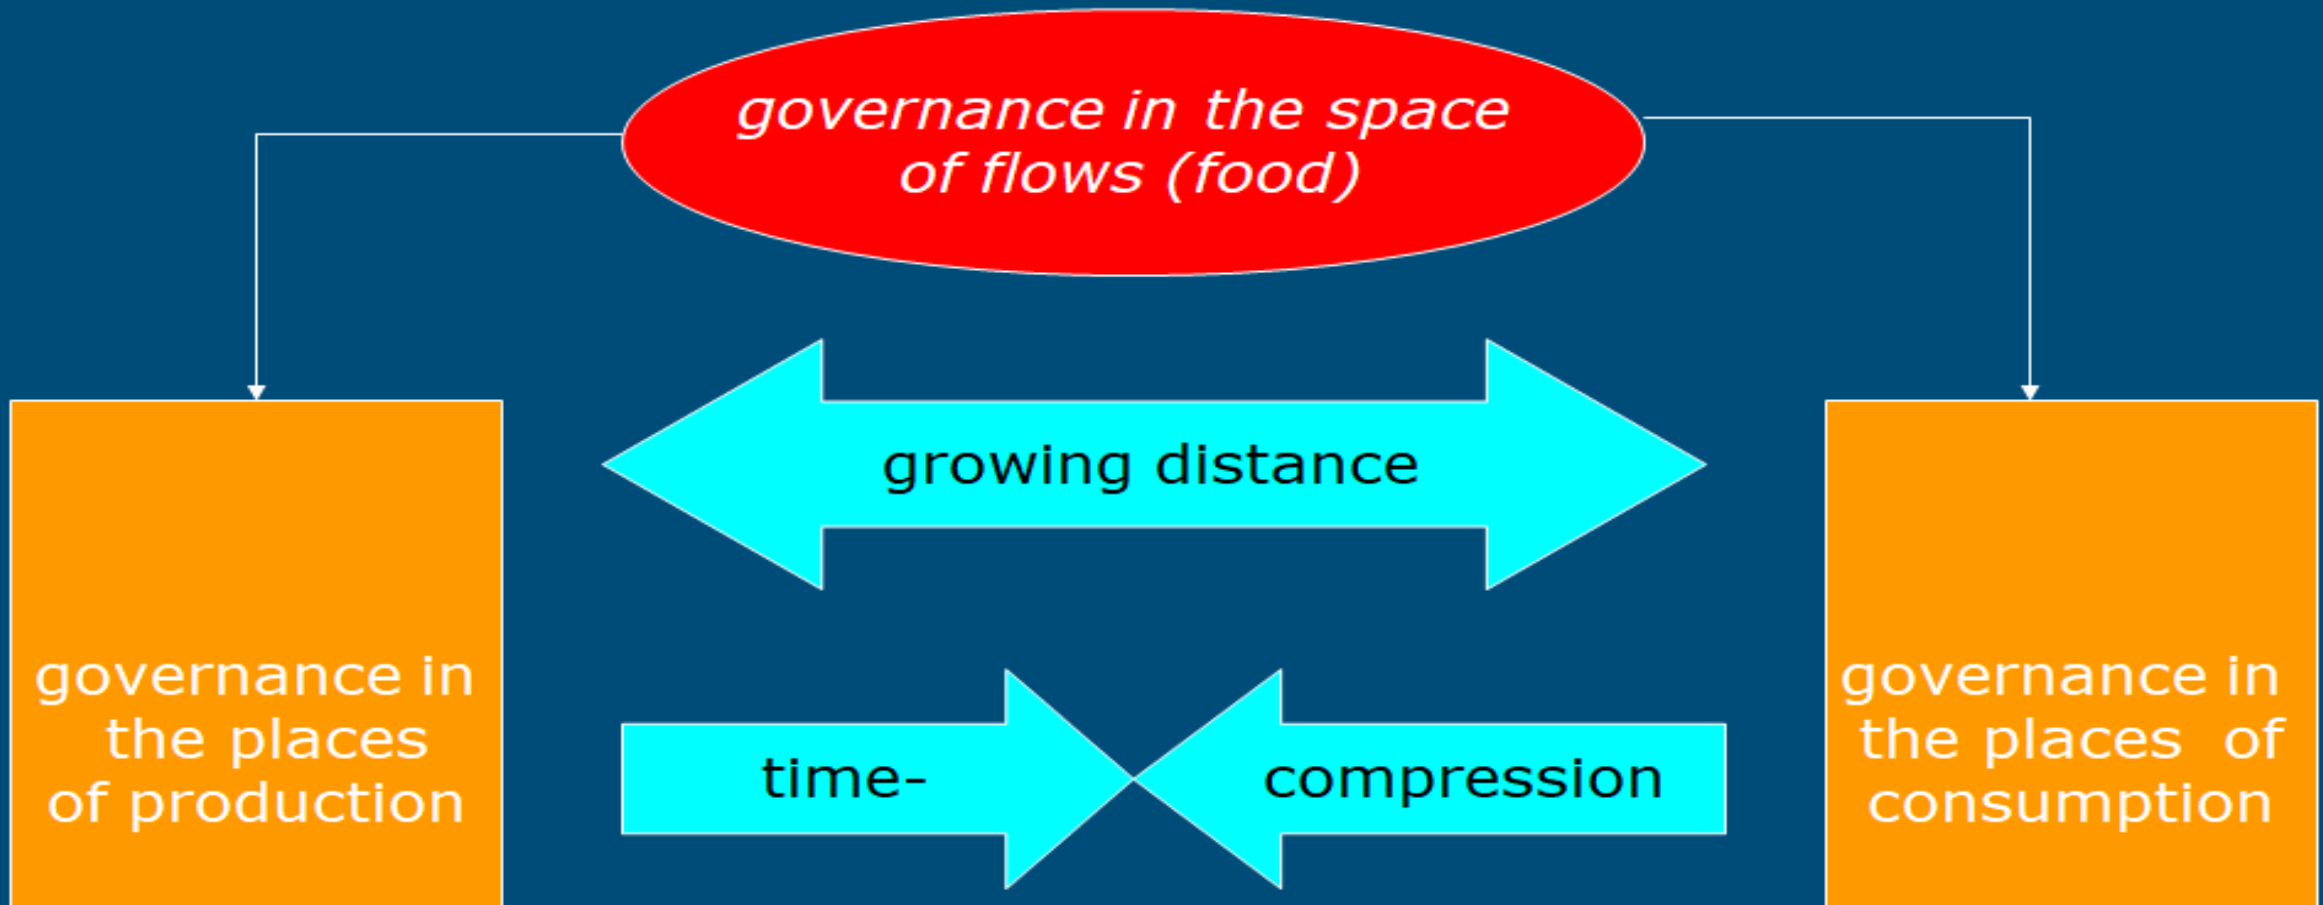 governance in the space
of flows (food)
growing distance
governance in
the places
of production
time-
compression
governance in
the places of
consumption